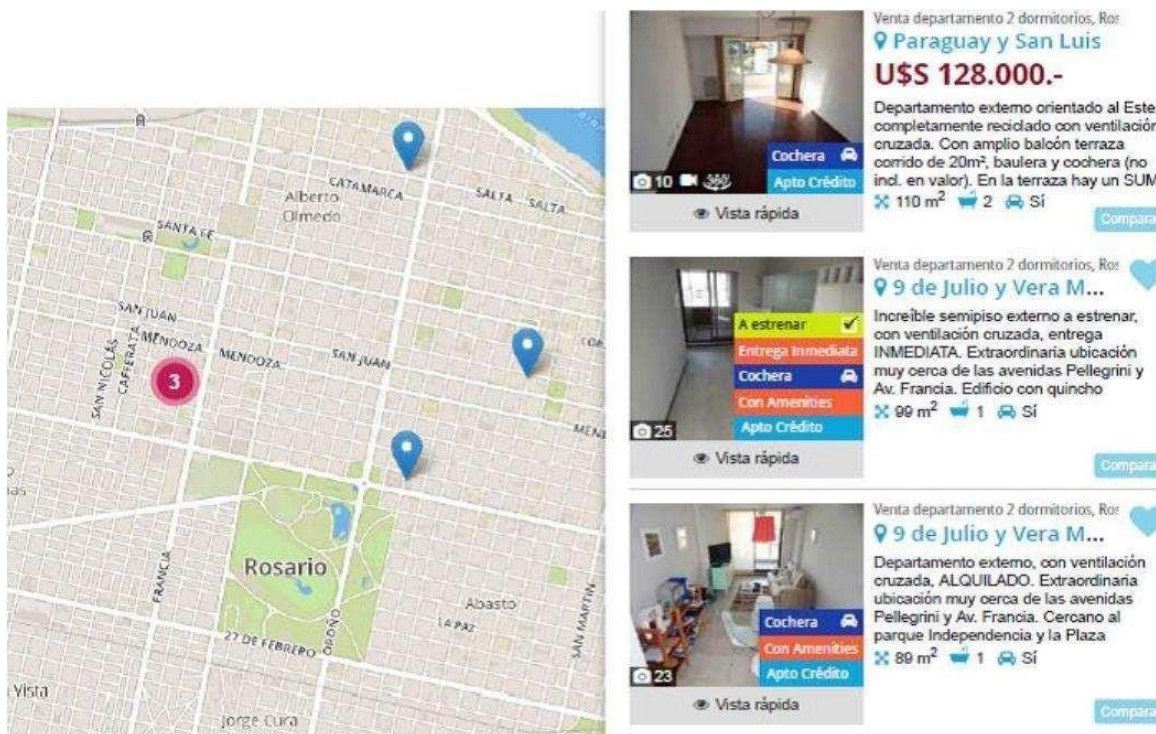 CATAMARCA
SALTA
SALTA
Alberto
Olmedo
SANTA FE
SAN JUAN
MENDOZA
MENDOZA
SAN JUAN
SAN NICOLÁS
CAFFERATA
3
FRANCIA
Rosario
OROÑO
27 DE FEBRERO
Abasto
LA PAZ
SAN MARTIN
Vista
Jorge Cura
Venta departamento 2 dormitorios, Ros
Paraguay y San Luis
U$S 128.000.-
Departamento externo orientado al Este
completamente reciclado con ventilación
cruzada. Con amplio balcón terraza
corrido de 20m², baulera y cochera (no
incl. en valor). En la terraza hay un SUM
110 m² 2 Sí
Cochera
Apto Crédito
10
Vista rápida
Compara
Venta departamento 2 dormitorios, Ros
9 de Julio y Vera M...
Increíble semipiso externo a estrenar,
con ventilación cruzada, entrega
INMEDIATA. Extraordinaria ubicación
muy cerca de las avenidas Pellegrini y
Av. Francia. Edificio con quincho
99 m² 1 Sí
A estrenar
Entrega Inmediata
Cochera
Con Amenities
Apto Crédito
25
Vista rápida
Compara
Venta departamento 2 dormitorios, Ros
9 de Julio y Vera M...
Departamento externo, con ventilación
cruzada, ALQUILADO. Extraordinaria
ubicación muy cerca de las avenidas
Pellegrini y Av. Francia. Cercano al
parque Independencia y la Plaza
89 m² 1 Sí
Cochera
Con Amenities
Apto Crédito
23
Vista rápida
Compara